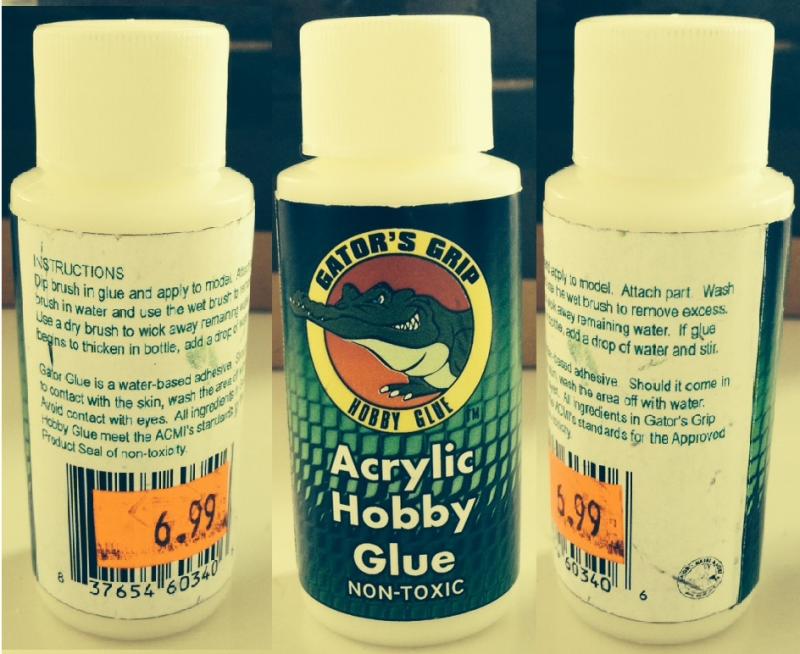 INSTRUCTIONS
Dip brush in glue and apply to model.
brush in water and use the wet brush to
Use a dry brush to wick away remaining
begins to thicken in bottle, add a drop of
Gator Glue is a water-based adhesive.
to contact with the skin, wash the area off
Avoid contact with eyes. All ingredients
Hobby Glue meet the ACMI's standards
Product Seal of non-toxicity.
6.99
8 37654 60340
GATOR'S GRIP
HOBBY GLUE
TM
Acrylic
Hobby
Glue
NON-TOXIC
apply to model. Attach part. Wash
the wet brush to remove excess.
away remaining water. If glue
add a drop of water and stir.
adhesive. Should it come in
wash the area off with water.
All ingredients in Gator's Grip
ACMI's standards for the Approved
6.99
60340 6